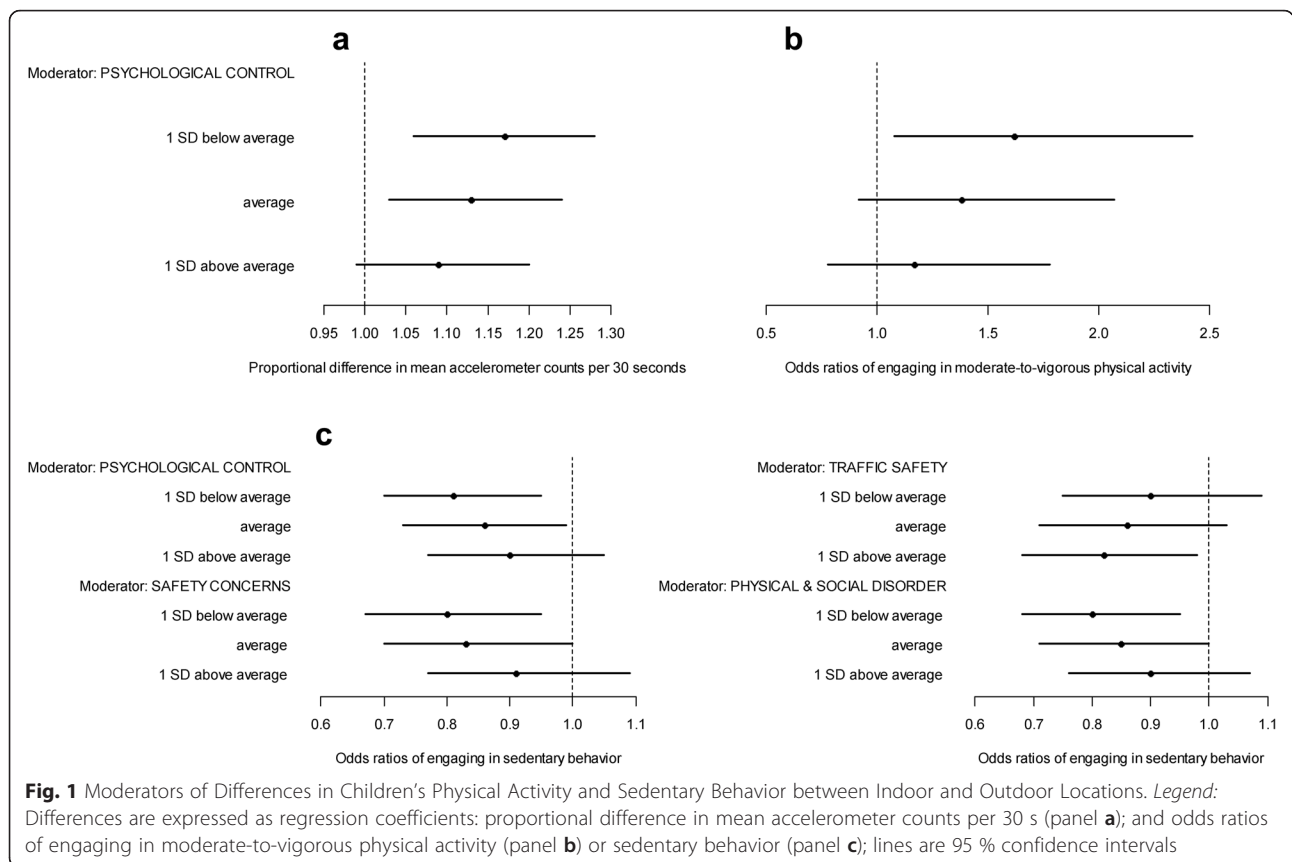 a
Moderator: PSYCHOLOGICAL CONTROL
1 SD below average
average
1 SD above average
0.95 1.00 1.05 1.10 1.15 1.20 1.25 1.30
Proportional difference in mean accelerometer counts per 30 seconds
b
0.5 1.0 1.5 2.0 2.5
Odds ratios of engaging in moderate-to-vigorous physical activity
c
Moderator: PSYCHOLOGICAL CONTROL
1 SD below average
average
1 SD above average
Moderator: SAFETY CONCERNS
1 SD below average
average
1 SD above average
0.6 0.7 0.8 0.9 1.0 1.1
Odds ratios of engaging in sedentary behavior
Moderator: TRAFFIC SAFETY
1 SD below average
average
1 SD above average
Moderator: PHYSICAL & SOCIAL DISORDER
1 SD below average
average
1 SD above average
0.6 0.7 0.8 0.9 1.0 1.1
Odds ratios of engaging in sedentary behavior
Fig. 1 Moderators of Differences in Children's Physical Activity and Sedentary Behavior between Indoor and Outdoor Locations. Legend:
Differences are expressed as regression coefficients: proportional difference in mean accelerometer counts per 30 s (panel a); and odds ratios
of engaging in moderate-to-vigorous physical activity (panel b) or sedentary behavior (panel c); lines are 95 % confidence intervals